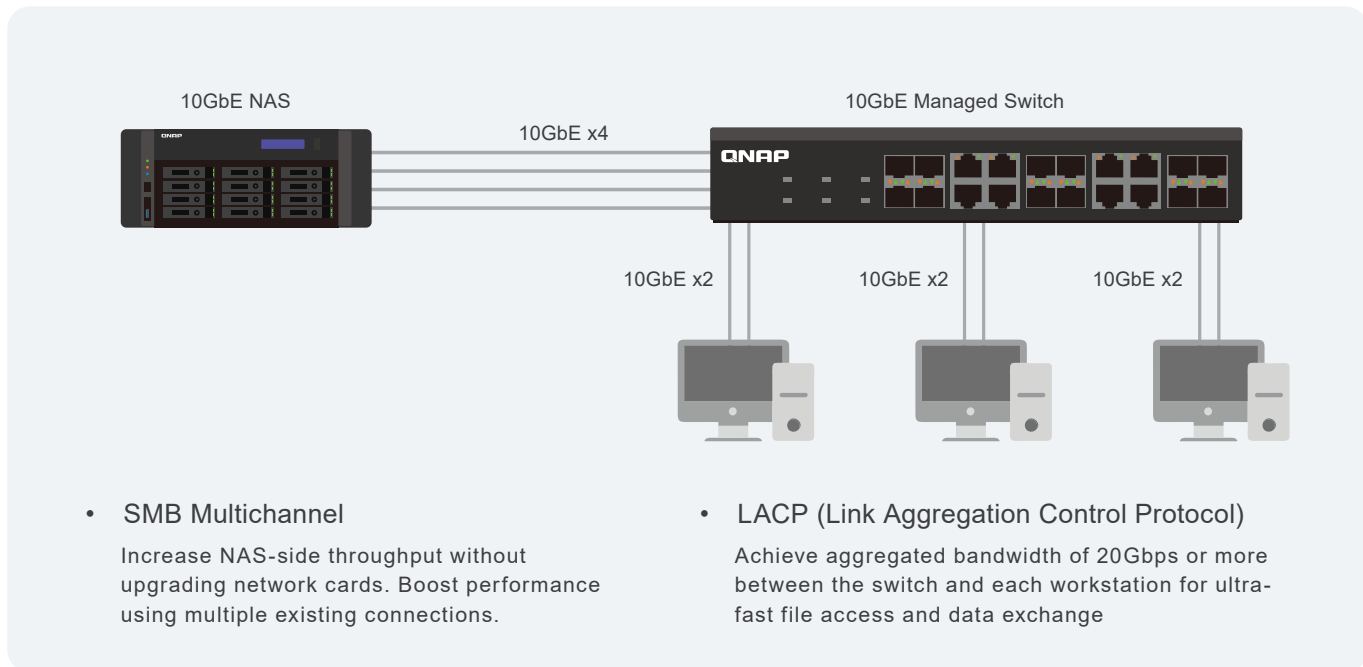 10GbE NAS
10GbE Managed Switch
10GbE x4
QNAP
QNAP
10GbE x2
10GbE x2
10GbE x2
• SMB Multichannel
Increase NAS-side throughput without
upgrading network cards. Boost performance
using multiple existing connections.
• LACP (Link Aggregation Control Protocol)
Achieve aggregated bandwidth of 20Gbps or more
between the switch and each workstation for ultra-
fast file access and data exchange